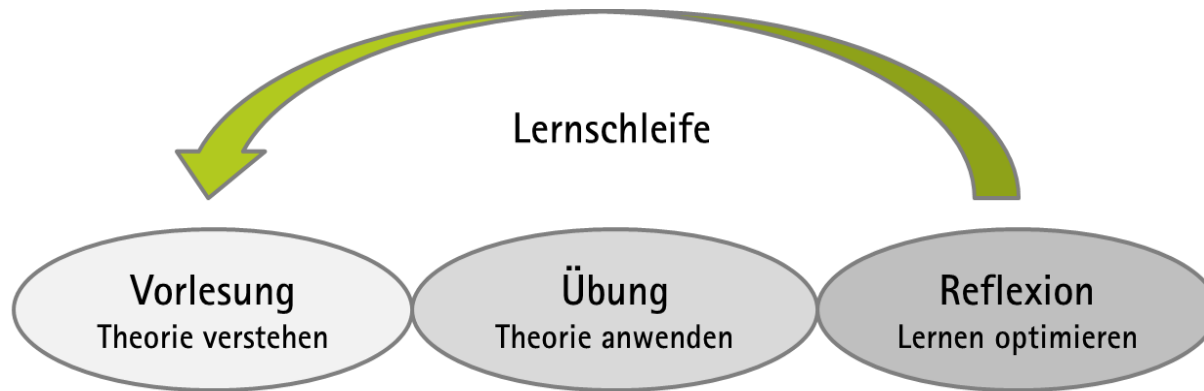 Lernschleife
Vorlesung
Theorie verstehen
Übung
Theorie anwenden
Reflexion
Lernen optimieren